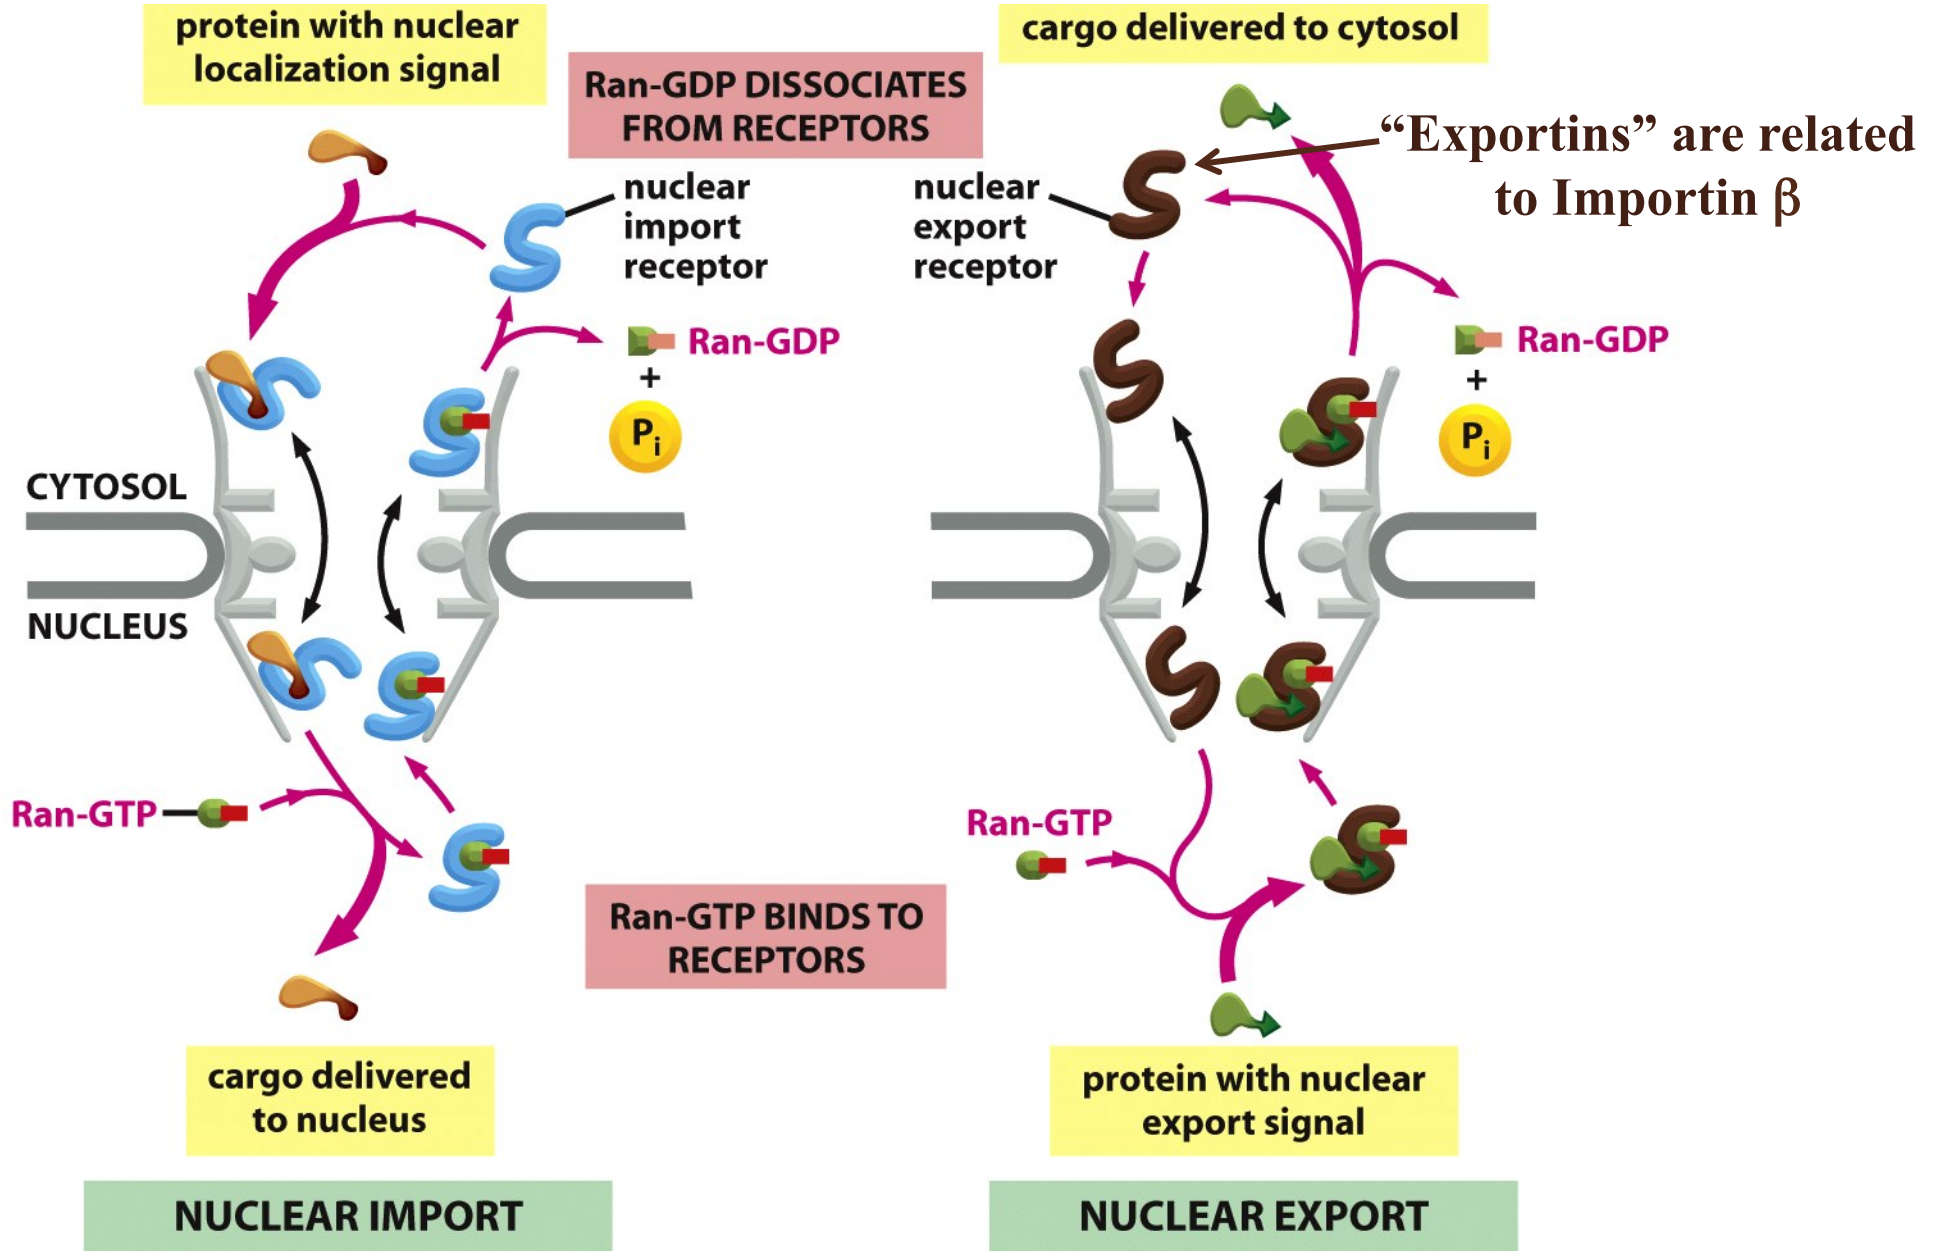 protein with nuclear
localization signal
Ran-GDP DISSOCIATES
FROM RECEPTORS
nuclear
import
receptor
Ran-GDP
+
Pi
CYTOSOL
NUCLEUS
Ran-GTP
cargo delivered
to nucleus
NUCLEAR IMPORT
Ran-GTP BINDS TO
RECEPTORS
cargo delivered to cytosol
“Exportins” are related
to Importin β
nuclear
export
receptor
Ran-GDP
+
Pi
Ran-GTP
protein with nuclear
export signal
NUCLEAR EXPORT